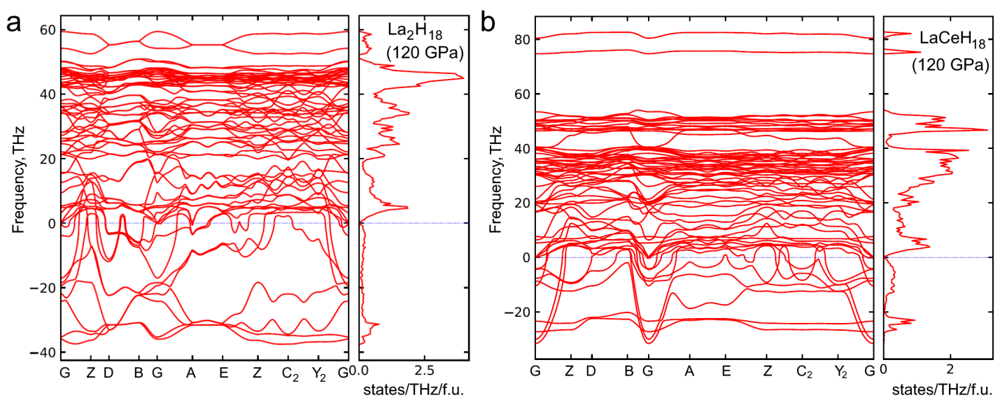 a
La₂H₁₈
(120 GPa)
Frequency, THz
60
40
20
0
−20
−40
G Z D B G A E Z C₂ Y₂ G
0.0 2.5
states/THz/f.u.
b
LaCeH₁₈
(120 GPa)
Frequency, THz
80
60
40
20
0
−20
G Z D B G A E Z C₂ Y₂ G
0 2
states/THz/f.u.